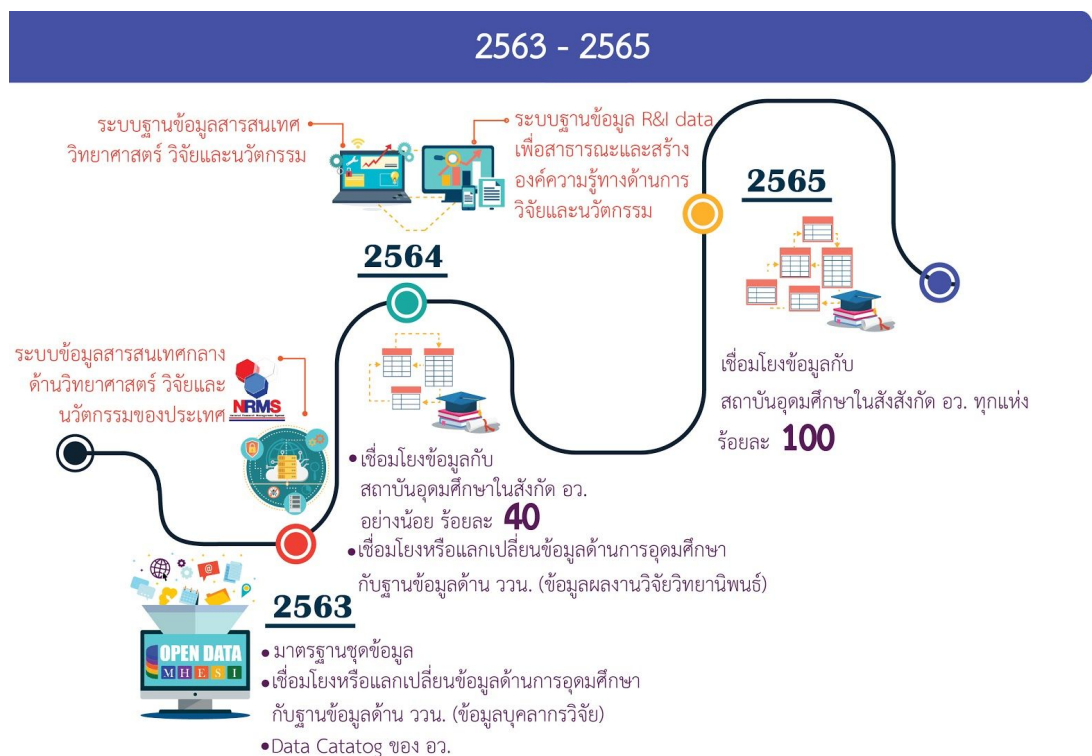 2563 - 2565
ระบบฐานข้อมูลสารสนเทศ
วิทยาศาสตร์ วิจัยและนวัตกรรม
ระบบฐานข้อมูล R&I data
เพื่อสาธารณะและสร้าง
องค์ความรู้ทางด้านการ
วิจัยและนวัตกรรม
2565
2564
ระบบข้อมูลสารสนเทศกลาง
ด้านวิทยาศาสตร์ วิจัยและ
นวัตกรรมของประเทศ
NRMS
เชื่อมโยงข้อมูลกับ
สถาบันอุดมศึกษาในสังสังกัด อว. ทุกแห่ง
ร้อยละ 100
•เชื่อมโยงข้อมูลกับ
สถาบันอุดมศึกษาในสังกัด อว.
อย่างน้อย ร้อยละ 40
•เชื่อมโยงหรือแลกเปลี่ยนข้อมูลด้านการอุดมศึกษา
กับฐานข้อมูลด้าน ววน. (ข้อมูลผลงานวิจัยวิทยานิพนธ์)
2563
OPEN DATA
MHESI
•มาตรฐานชุดข้อมูล
•เชื่อมโยงหรือแลกเปลี่ยนข้อมูลด้านการอุดมศึกษา
กับฐานข้อมูลด้าน ววน. (ข้อมูลบุคลากรวิจัย)
•Data Catatog ของ อว.